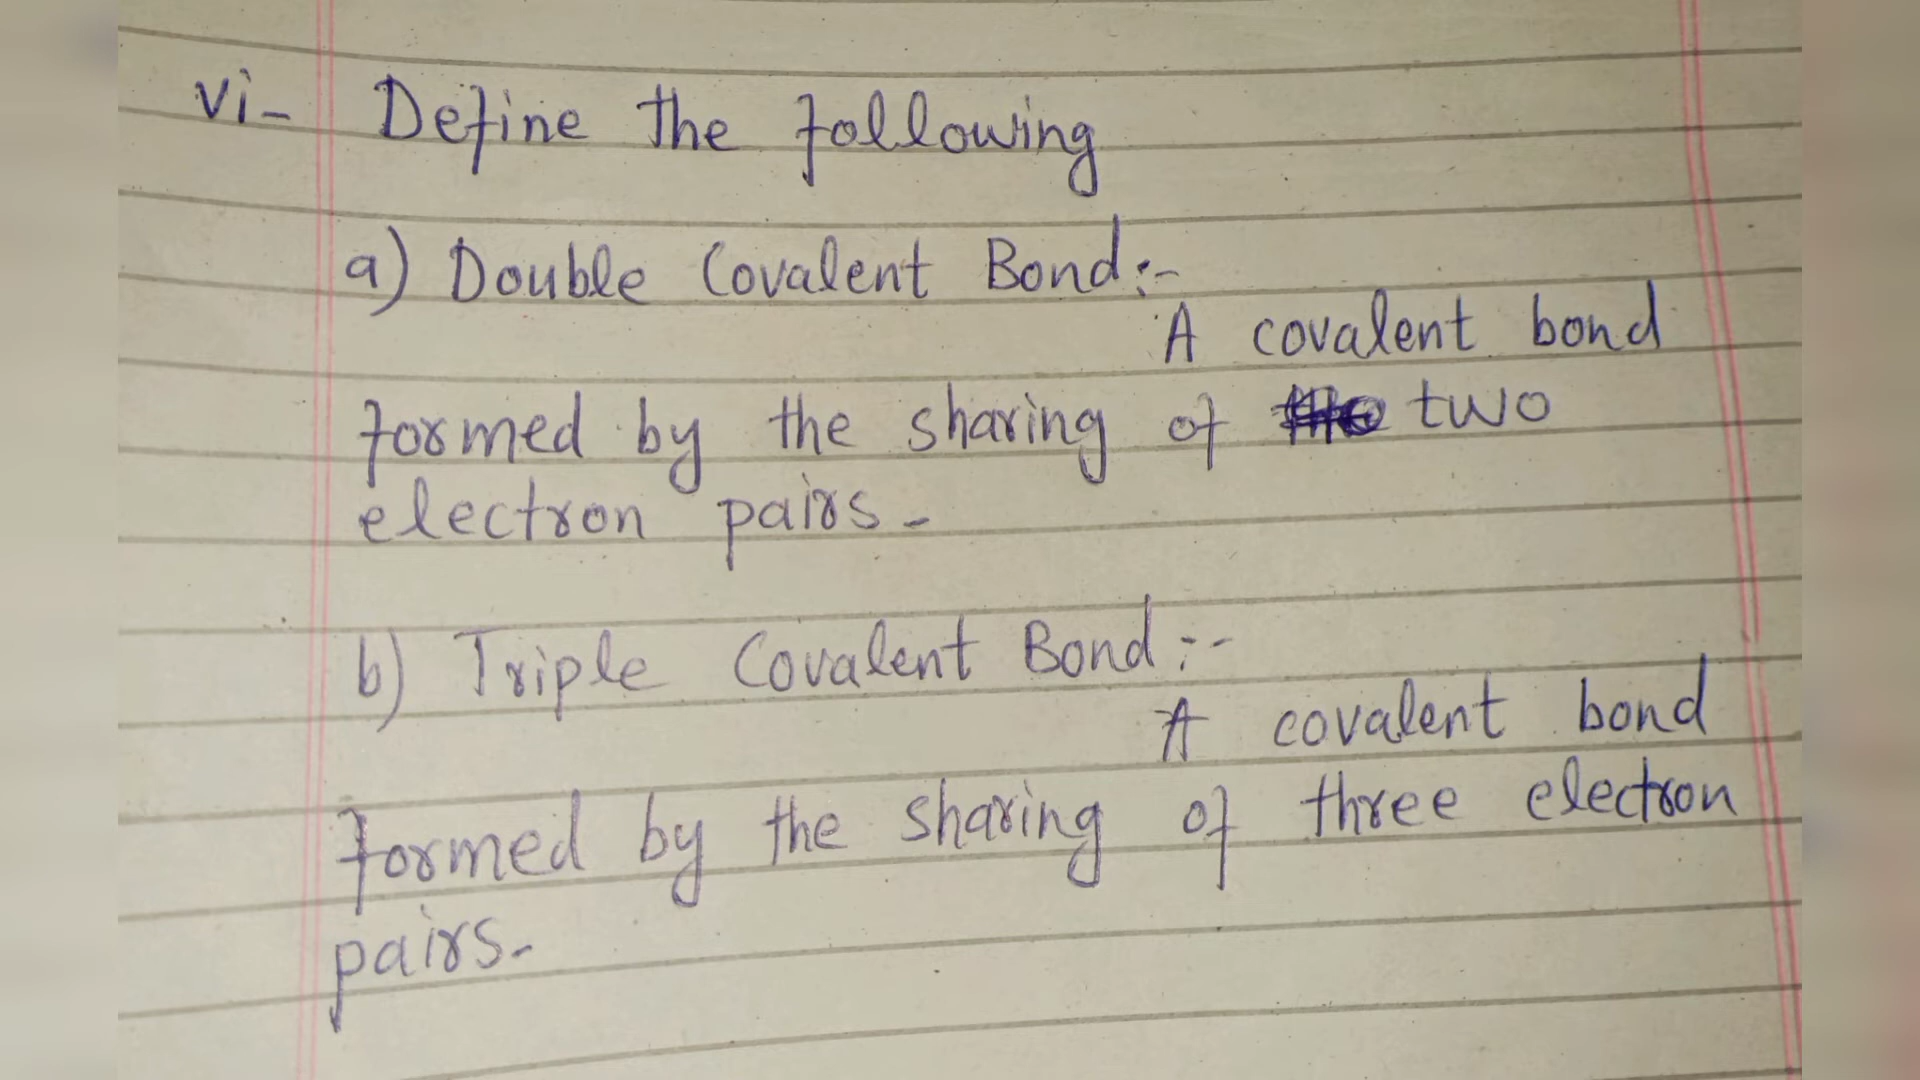 vi- Define the following
a) Double Covalent Bond:-
A covalent bond
formed by the sharing of two
electron pairs-
b) Triple Covalent Bond:-
A covalent bond
formed by the sharing of three electron
pairs-